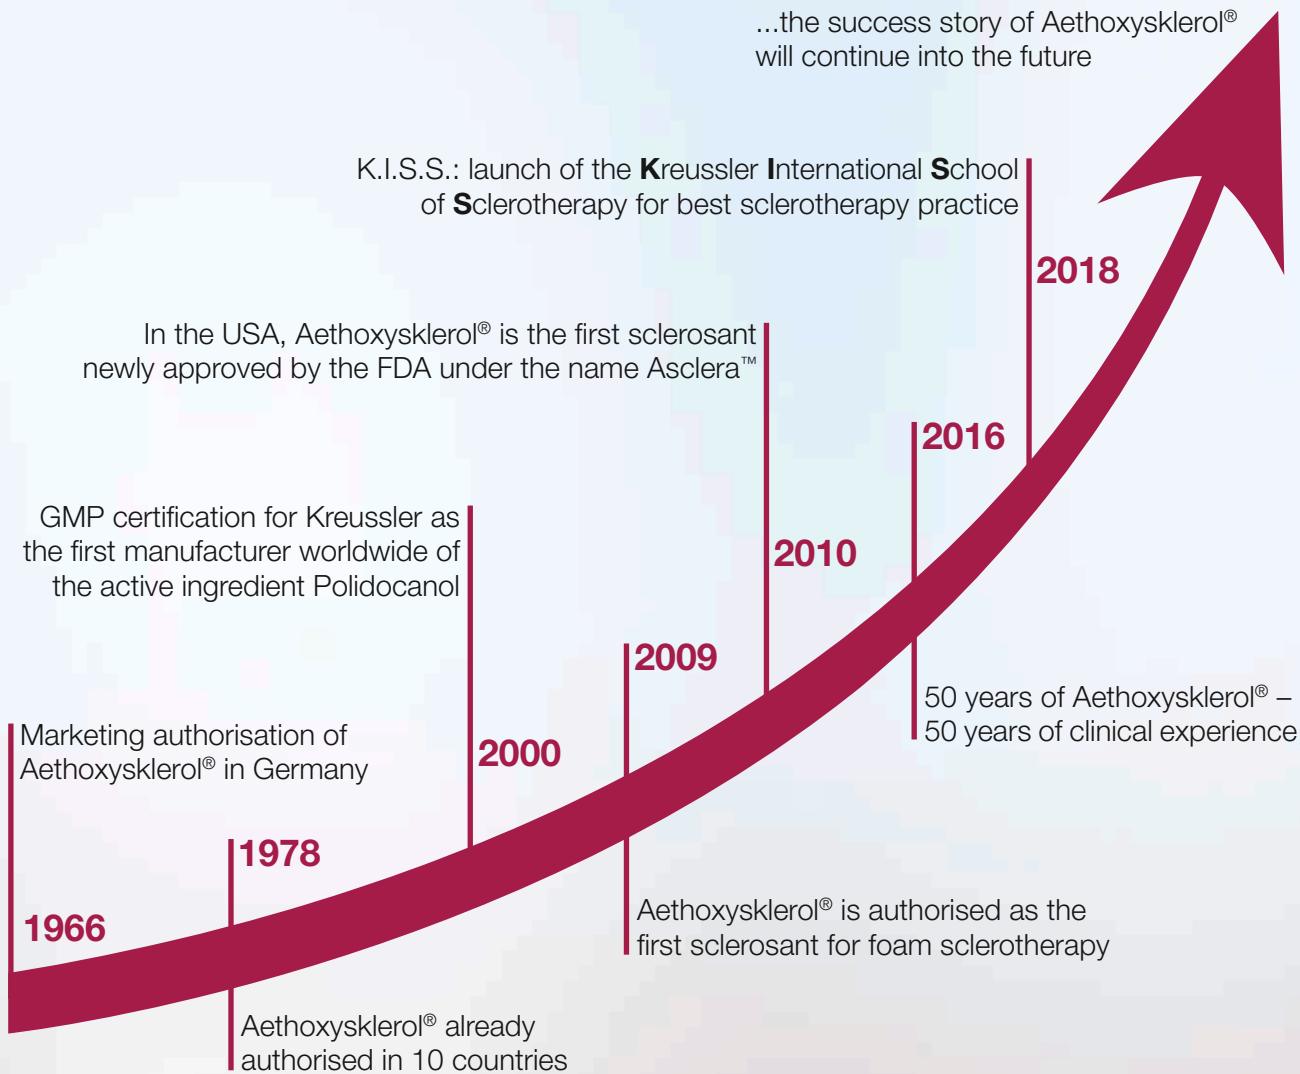 ...the success story of Aethoxysklerol®
will continue into the future
K.I.S.S.: launch of the Kreussler International School
of Sclerotherapy for best sclerotherapy practice
2018
In the USA, Aethoxysklerol® is the first sclerosant
newly approved by the FDA under the name Asclera™
2016
GMP certification for Kreussler as
the first manufacturer worldwide of
the active ingredient Polidocanol
2010
2009
50 years of Aethoxysklerol® –
50 years of clinical experience
Marketing authorisation of
Aethoxysklerol® in Germany
2000
1978
1966
Aethoxysklerol® is authorised as the
first sclerosant for foam sclerotherapy
Aethoxysklerol® already
authorised in 10 countries